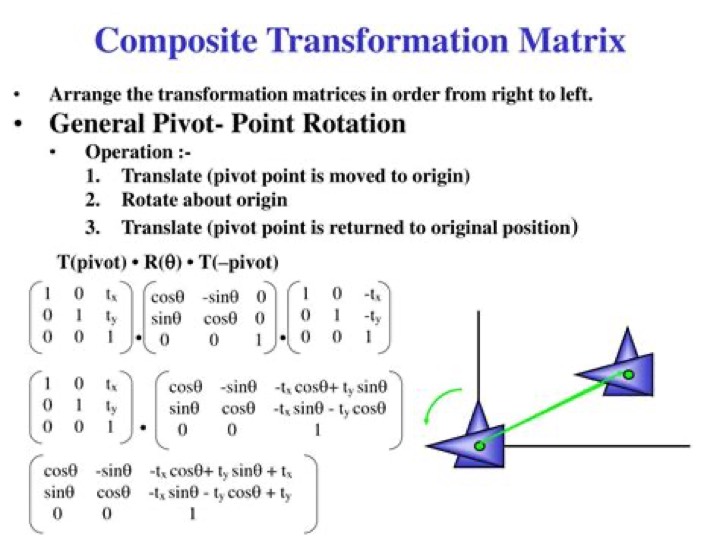 Composite Transformation Matrix
• Arrange the transformation matrices in order from right to left.
• General Pivot- Point Rotation
• Operation :-
1. Translate (pivot point is moved to origin)
2. Rotate about origin
3. Translate (pivot point is returned to original position)
T(pivot) • R(θ) • T(–pivot)
1 0 tx cosθ -sinθ 0 1 0 -tx
0 1 ty sinθ cosθ 0 0 1 -ty
0 0 1 • 0 0 1 • 0 0 1
1 0 tx cosθ -sinθ -tx cosθ+ ty sinθ
0 1 ty sinθ cosθ -tx sinθ - ty cosθ
0 0 1 • 0 0 1
cosθ -sinθ -tx cosθ+ ty sinθ + tx
sinθ cosθ -tx sinθ - ty cosθ + ty
0 0 1